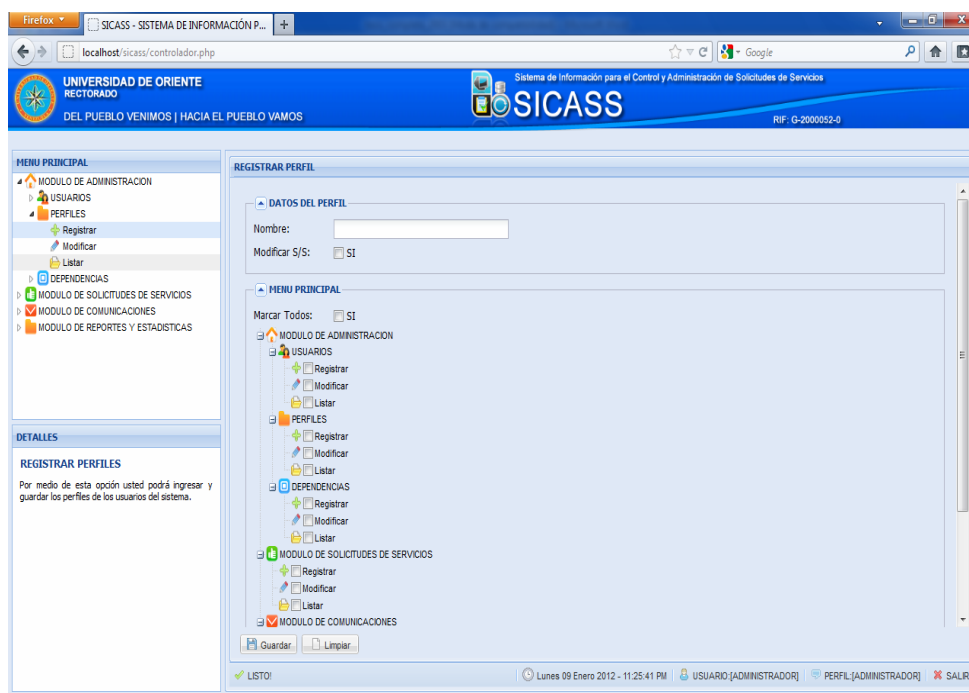 Firefox
SICASS - SISTEMA DE INFORMACIÓN P...
localhost/sicass/controlador.php
Google
UNIVERSIDAD DE ORIENTE
RECTORADO
DEL PUEBLO VENIMOS | HACIA EL PUEBLO VAMOS
Sistema de Información para el Control y Administración de Solicitudes de Servicios
SICASS
RIF: G-2000052-0
MENU PRINCIPAL
MODULO DE ADMINISTRACION
USUARIOS
PERFILES
Registrar
Modificar
Listar
DEPENDENCIAS
MODULO DE SOLICITUDES DE SERVICIOS
MODULO DE COMUNICACIONES
MODULO DE REPORTES Y ESTADISTICAS
DETALLES
REGISTRAR PERFILES
Por medio de esta opción usted podrá ingresar y
guardar los perfiles de los usuarios del sistema.
REGISTRAR PERFIL
DATOS DEL PERFIL
Nombre:
Modificar S/S: SI
MENU PRINCIPAL
Marcar Todos: SI
MODULO DE ADMINISTRACION
USUARIOS
Registrar
Modificar
Listar
PERFILES
Registrar
Modificar
Listar
DEPENDENCIAS
Registrar
Modificar
Listar
MODULO DE SOLICITUDES DE SERVICIOS
Registrar
Modificar
Listar
MODULO DE COMUNICACIONES
Guardar Limpiar
LISTO! Lunes 09 Enero 2012 - 11:25:41 PM USUARIO:[ADMINISTRADOR] PERFIL:[ADMINISTRADOR] SALIR